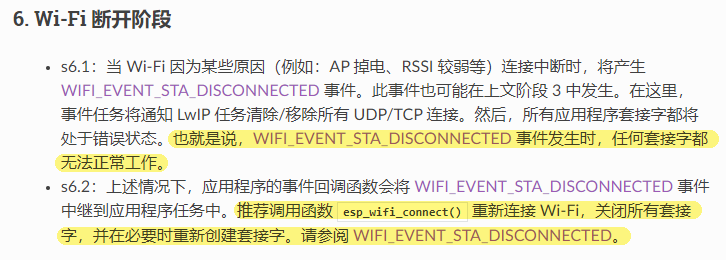 6. Wi-Fi 断开阶段
s6.1：当 Wi-Fi 因为某些原因（例如：AP 掉电、RSSI 较弱等）连接中断时，将产生
WIFI_EVENT_STA_DISCONNECTED 事件。此事件也可能在上文阶段 3 中发生。在这里，
事件任务将通知 LwIP 任务清除/移除所有 UDP/TCP 连接。然后，所有应用程序套接字都将
处于错误状态。也就是说，WIFI_EVENT_STA_DISCONNECTED 事件发生时，任何套接字都
无法正常工作。
s6.2：上述情况下，应用程序的事件回调函数会将 WIFI_EVENT_STA_DISCONNECTED 事件
中继到应用程序任务中。推荐调用函数 esp_wifi_connect() 重新连接 Wi-Fi，关闭所有套接
字，并在必要时重新创建套接字。请参阅 WIFI_EVENT_STA_DISCONNECTED。